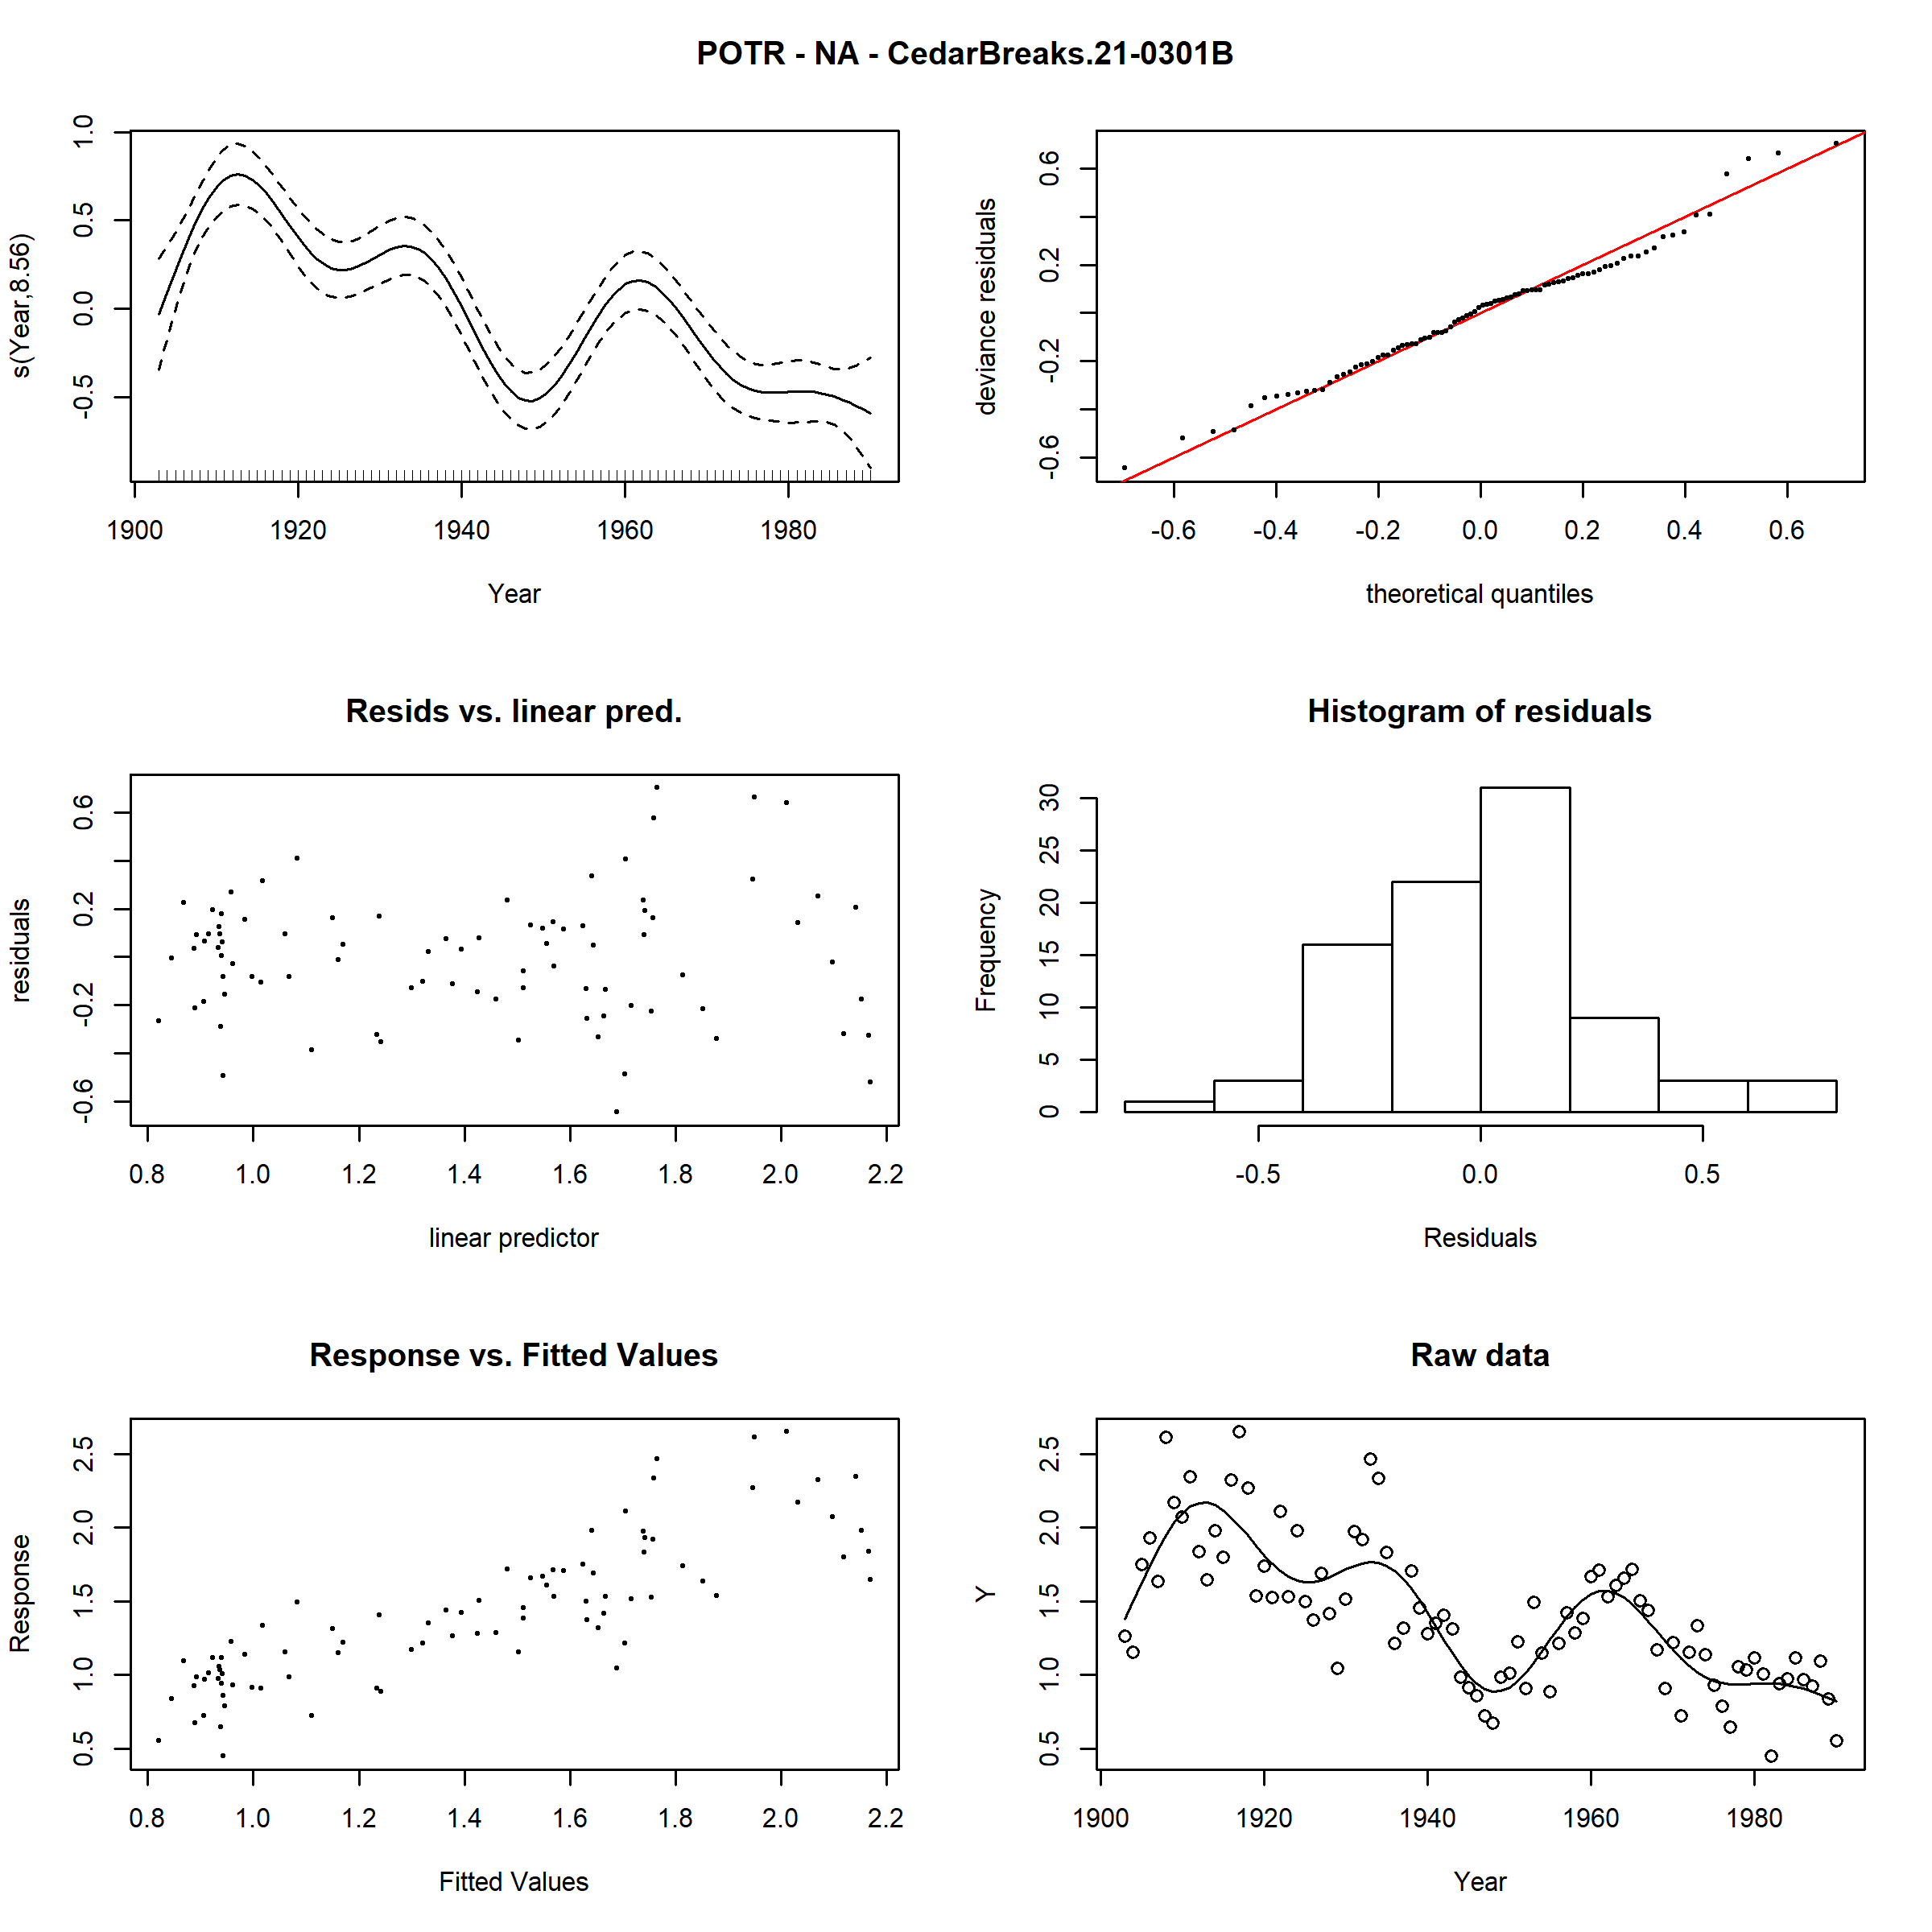 POTR - NA - CedarBreaks.21-0301B
s(Year,8.56)
1.0
0.5
0.0
-0.5
1900 1920 1940 1960 1980
Year
deviance residuals
0.6
0.2
-0.2
-0.6
-0.6 -0.4 -0.2 0.0 0.2 0.4 0.6
theoretical quantiles
Resids vs. linear pred.
residuals
0.6
0.2
-0.2
-0.6
0.8 1.0 1.2 1.4 1.6 1.8 2.0 2.2
linear predictor
Histogram of residuals
Frequency
30
25
20
15
10
5
0
-0.5 0.0 0.5
Residuals
Response vs. Fitted Values
Response
2.5
2.0
1.5
1.0
0.5
0.8 1.0 1.2 1.4 1.6 1.8 2.0 2.2
Fitted Values
Raw data
Y
2.5
2.0
1.5
1.0
0.5
1900 1920 1940 1960 1980
Year